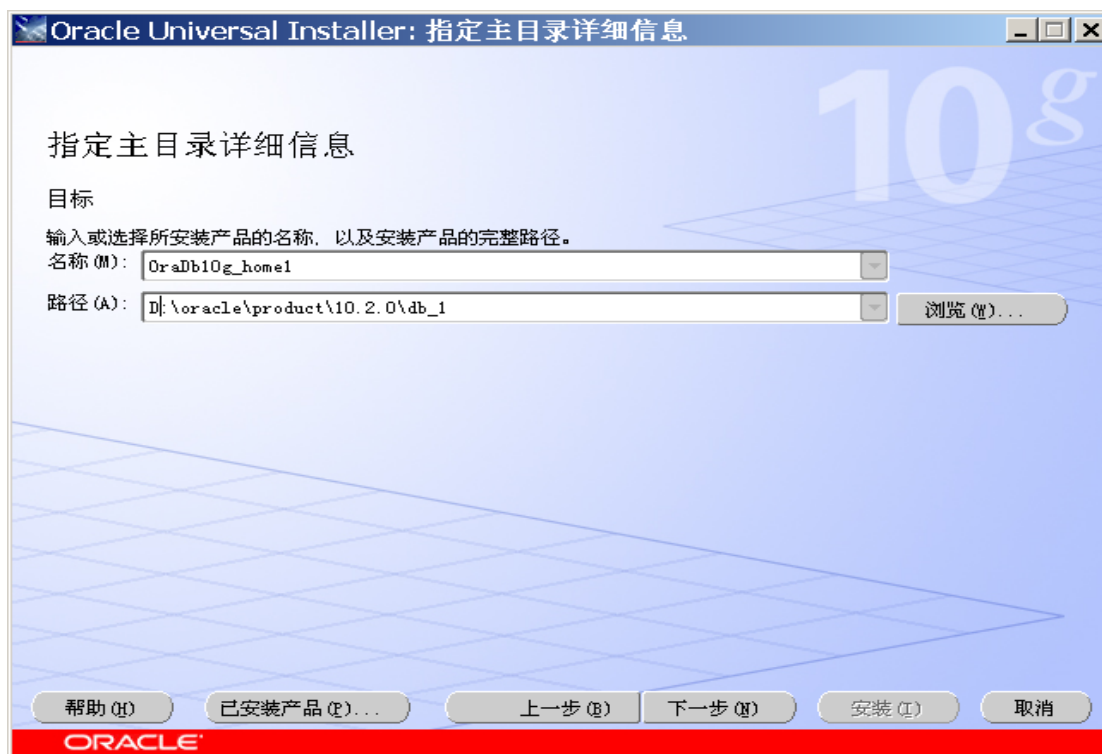 Oracle Universal Installer: 指定主目录详细信息
10g
指定主目录详细信息
目标
输入或选择所安装产品的名称, 以及安装产品的完整路径。
名称(M): OraDb10g_home1
路径(A): D:\oracle\product\10.2.0\db_1 浏览(W)...
帮助(H) 已安装产品(P)... 上一步(B) 下一步(N) 安装(I) 取消
ORACLE